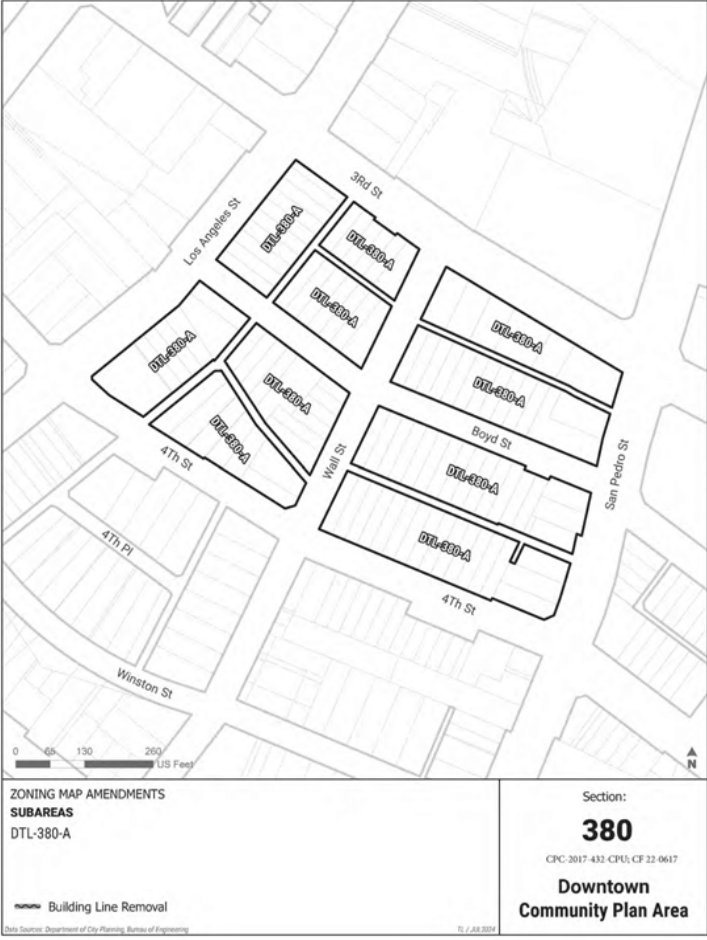 3Rd St
Los Angeles St
DTL-380-A
DTL-380-A
DTL-380-A
DTL-380-A
DTL-380-A
DTL-380-A
DTL-380-A
DTL-380-A
Boyd St
San Pedro St
4Th St
Wall St
DTL-380-A
DTL-380-A
4Th Pl
4Th St
Winston St
0 65 130 260
US Feet
N
ZONING MAP AMENDMENTS
SUBAREAS
DTL-380-A
Building Line Removal
Data Sources: Department of City Planning, Bureau of Engineering
TL / JUL 2024
Section:
380
CPC-2017-432-CPU; CF 22-0617
Downtown
Community Plan Area